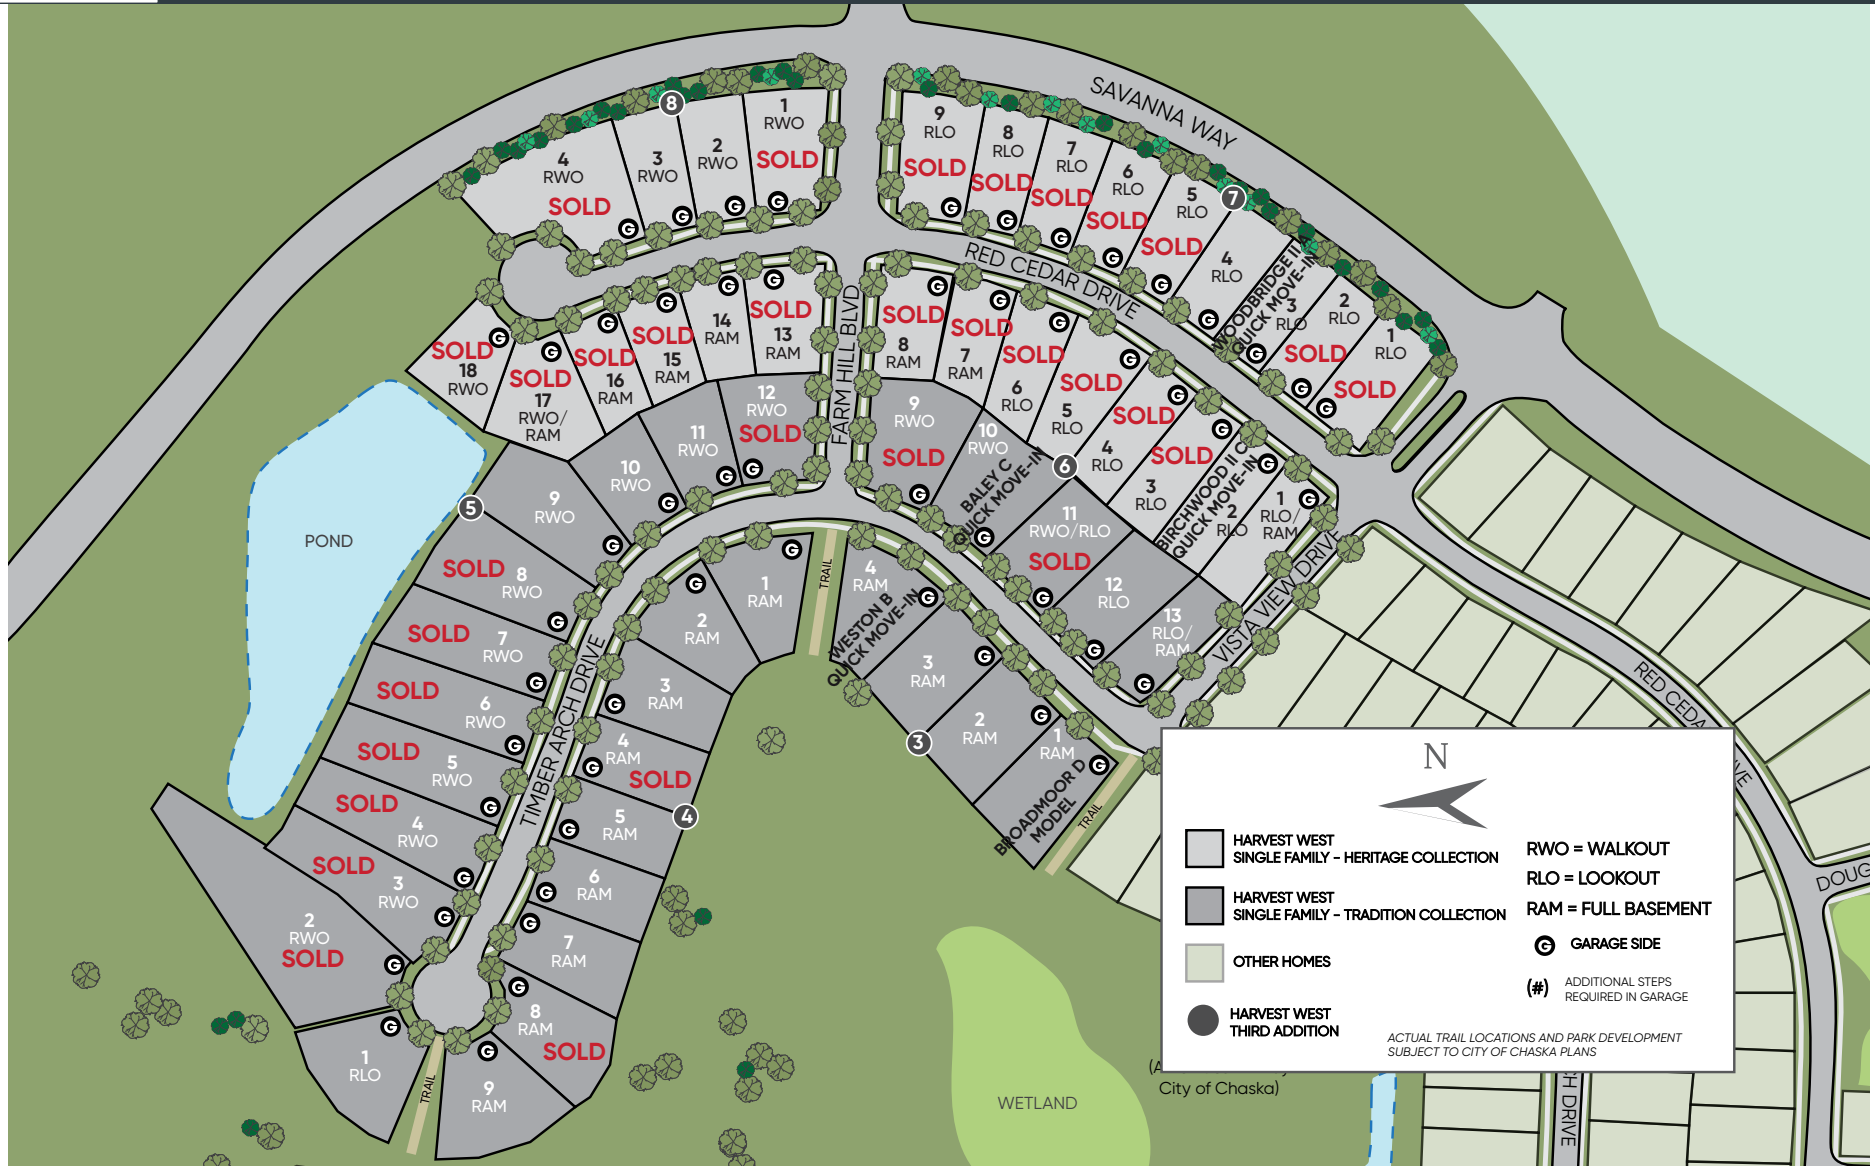 SAVANNA WAY
8
4
RWO
SOLD
G
3
RWO
G
2
RWO
G
1
RWO
SOLD
G
9
RLO
SOLD
G
8
RLO
SOLD
G
7
RLO
SOLD
G
6
RLO
SOLD
G
7
5
RLO
SOLD
G
4
RLO
G
WOODBRIDGE II A
QUICK MOVE-IN
3
RLO
G
2
RLO
SOLD
G
1
RLO
SOLD
G
RED CEDAR DRIVE
FARM HILL BLVD
SOLD
18
RWO
G
SOLD
17
RWO/
RAM
G
SOLD
16
RAM
G
SOLD
15
RAM
G
14
RAM
G
SOLD
13
RAM
G
12
RWO
SOLD
G
11
RWO
G
10
RWO
G
9
RWO
G
5
SOLD
8
RWO
G
SOLD
7
RWO
G
SOLD
6
RWO
G
SOLD
5
RWO
G
SOLD
4
RWO
G
SOLD
3
RWO
G
2
RWO
SOLD
G
1
RLO
G
POND
TIMBER ARCH DRIVE
SOLD
8
RAM
G
SOLD
7
RAM
G
SOLD
6
RLO
G
SOLD
5
RLO
G
SOLD
4
RLO
G
SOLD
3
RLO
G
BIRCHWOOD II C
QUICK MOVE-IN
2
RLO
G
1
RLO/
RAM
G
9
RWO
SOLD
G
10
RWO
BALEY C
QUICK MOVE-IN
G
6
11
RWO/RLO
SOLD
G
12
RLO
G
13
RLO/
RAM
G
VISTA VIEW DRIVE
1
RAM
G
2
RAM
G
3
RAM
G
4
RAM
SOLD
G
4
5
RAM
G
6
RAM
G
7
RAM
G
8
RAM
SOLD
G
9
RAM
G
TRAIL
TRAIL
4
RAM
WESTON B
QUICK MOVE-IN
G
3
RAM
G
3
2
RAM
G
1
RAM
BROADMOOR D
MODEL
G
TRAIL
WETLAND
City of Chaska)
RED CEDA
VE
DOUG
CH DRIVE
N
HARVEST WEST
SINGLE FAMILY - HERITAGE COLLECTION
HARVEST WEST
SINGLE FAMILY - TRADITION COLLECTION
OTHER HOMES
HARVEST WEST
THIRD ADDITION
RWO = WALKOUT
RLO = LOOKOUT
RAM = FULL BASEMENT
G GARAGE SIDE
(#) ADDITIONAL STEPS
REQUIRED IN GARAGE
ACTUAL TRAIL LOCATIONS AND PARK DEVELOPMENT
SUBJECT TO CITY OF CHASKA PLANS